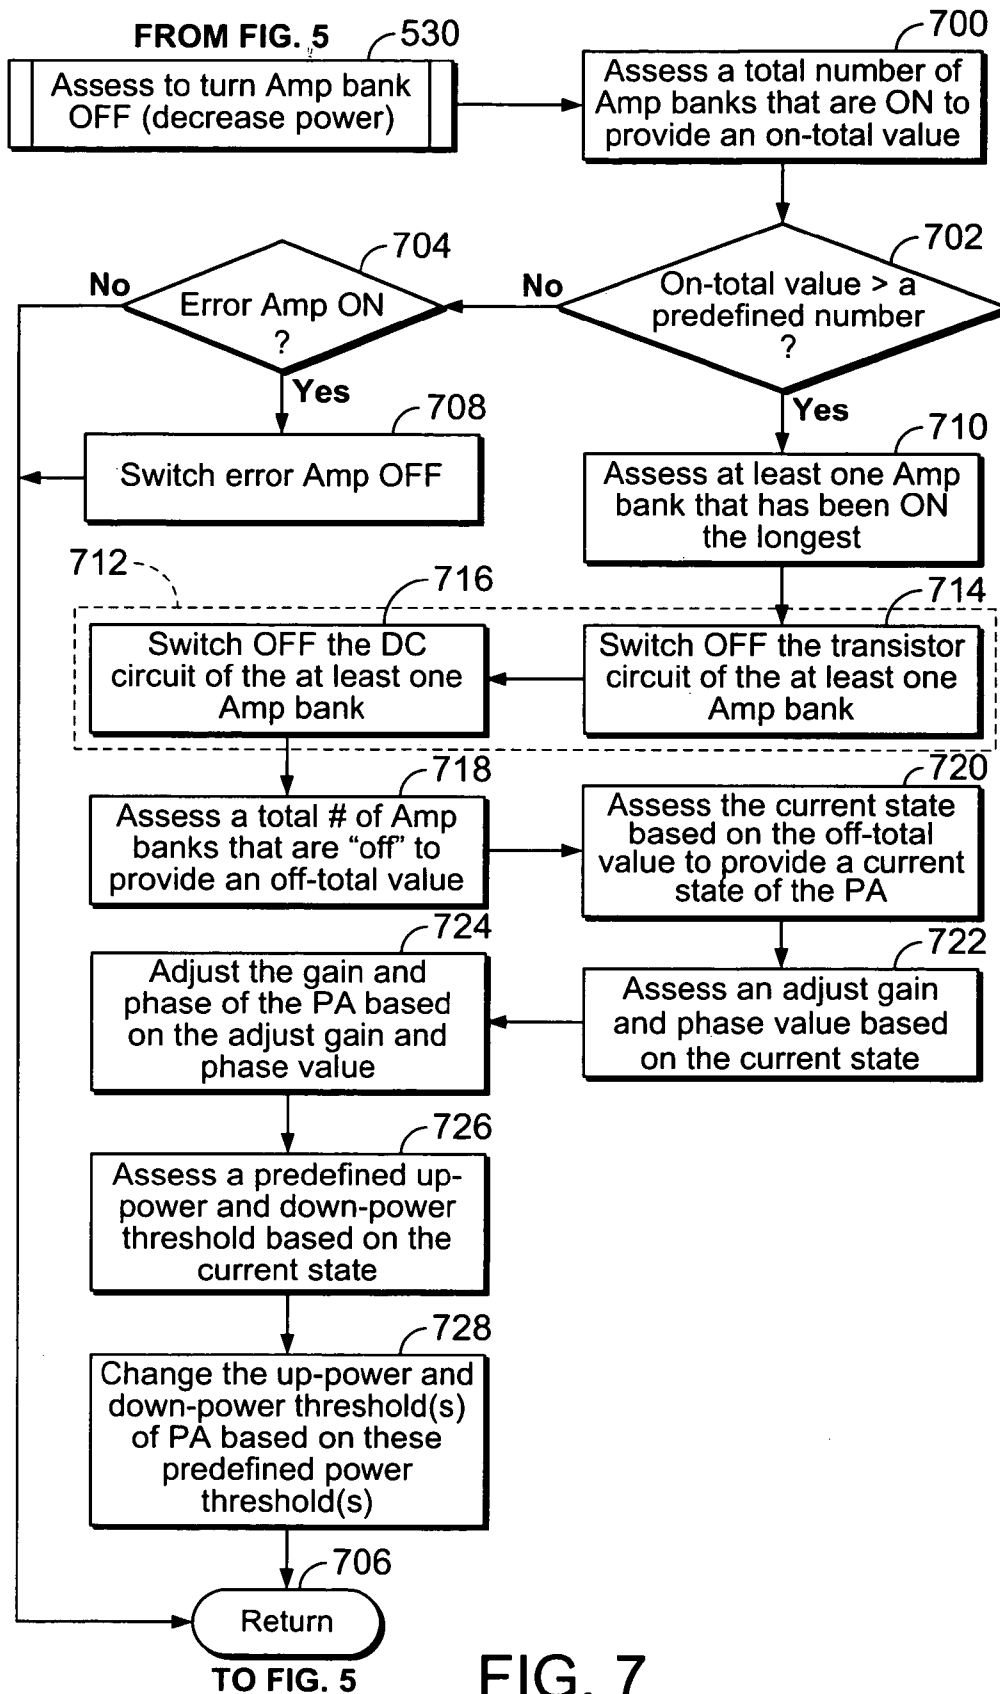 FROM FIG. 5
530
Assess to turn Amp bank
OFF (decrease power)
700
Assess a total number of
Amp banks that are ON to
provide an on-total value
702
On-total value > a
predefined number
?
No
Yes
704
Error Amp ON
?
No
Yes
708
Switch error Amp OFF
710
Assess at least one Amp
bank that has been ON
the longest
712
714
Switch OFF the transistor
circuit of the at least one
Amp bank
716
Switch OFF the DC
circuit of the at least one
Amp bank
718
Assess a total # of Amp
banks that are “off” to
provide an off-total value
720
Assess the current state
based on the off-total
value to provide a current
state of the PA
722
Assess an adjust gain
and phase value based
on the current state
724
Adjust the gain and
phase of the PA based
on the adjust gain and
phase value
726
Assess a predefined up-
power and down-power
threshold based on the
current state
728
Change the up-power and
down-power threshold(s)
of PA based on these
predefined power
threshold(s)
706
Return
TO FIG. 5
FIG. 7